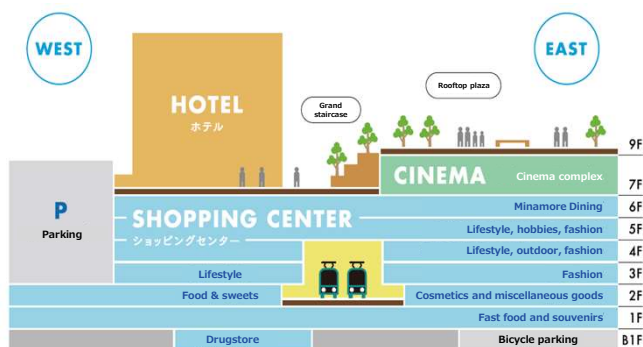 WEST
EAST
HOTEL
ホテル
Grand
staircase
Rooftop plaza
9F
CINEMA
Cinema complex
7F
P
Parking
SHOPPING CENTER
ショッピングセンター
Minamore Dining
6F
Lifestyle, hobbies, fashion
5F
Lifestyle, outdoor, fashion
4F
Lifestyle
Fashion
3F
Food & sweets
Cosmetics and miscellaneous goods
2F
Fast food and souvenirs
1F
Drugstore
Bicycle parking
B1F